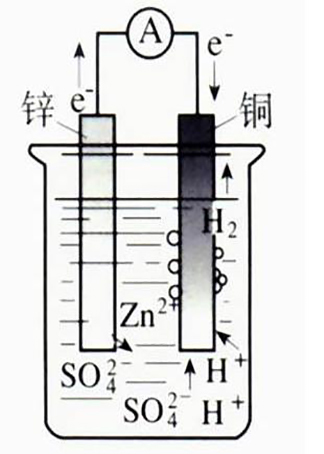 A
e⁻
e⁻
锌
铜
H₂
Zn²⁺
SO₄²⁻
H⁺
SO₄²⁻
H⁺